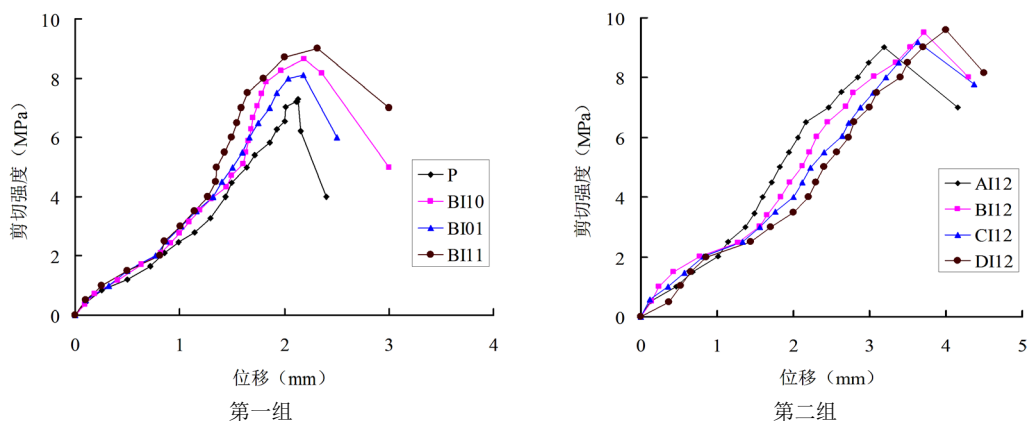 10
8
6
4
2
0
剪切强度（MPa）
0 1 2 3 4
位移（mm）
P
BI10
BI01
BI11
第一组
10
8
6
4
2
0
剪切强度（MPa）
0 1 2 3 4 5
位移（mm）
AI12
BI12
CI12
DI12
第二组